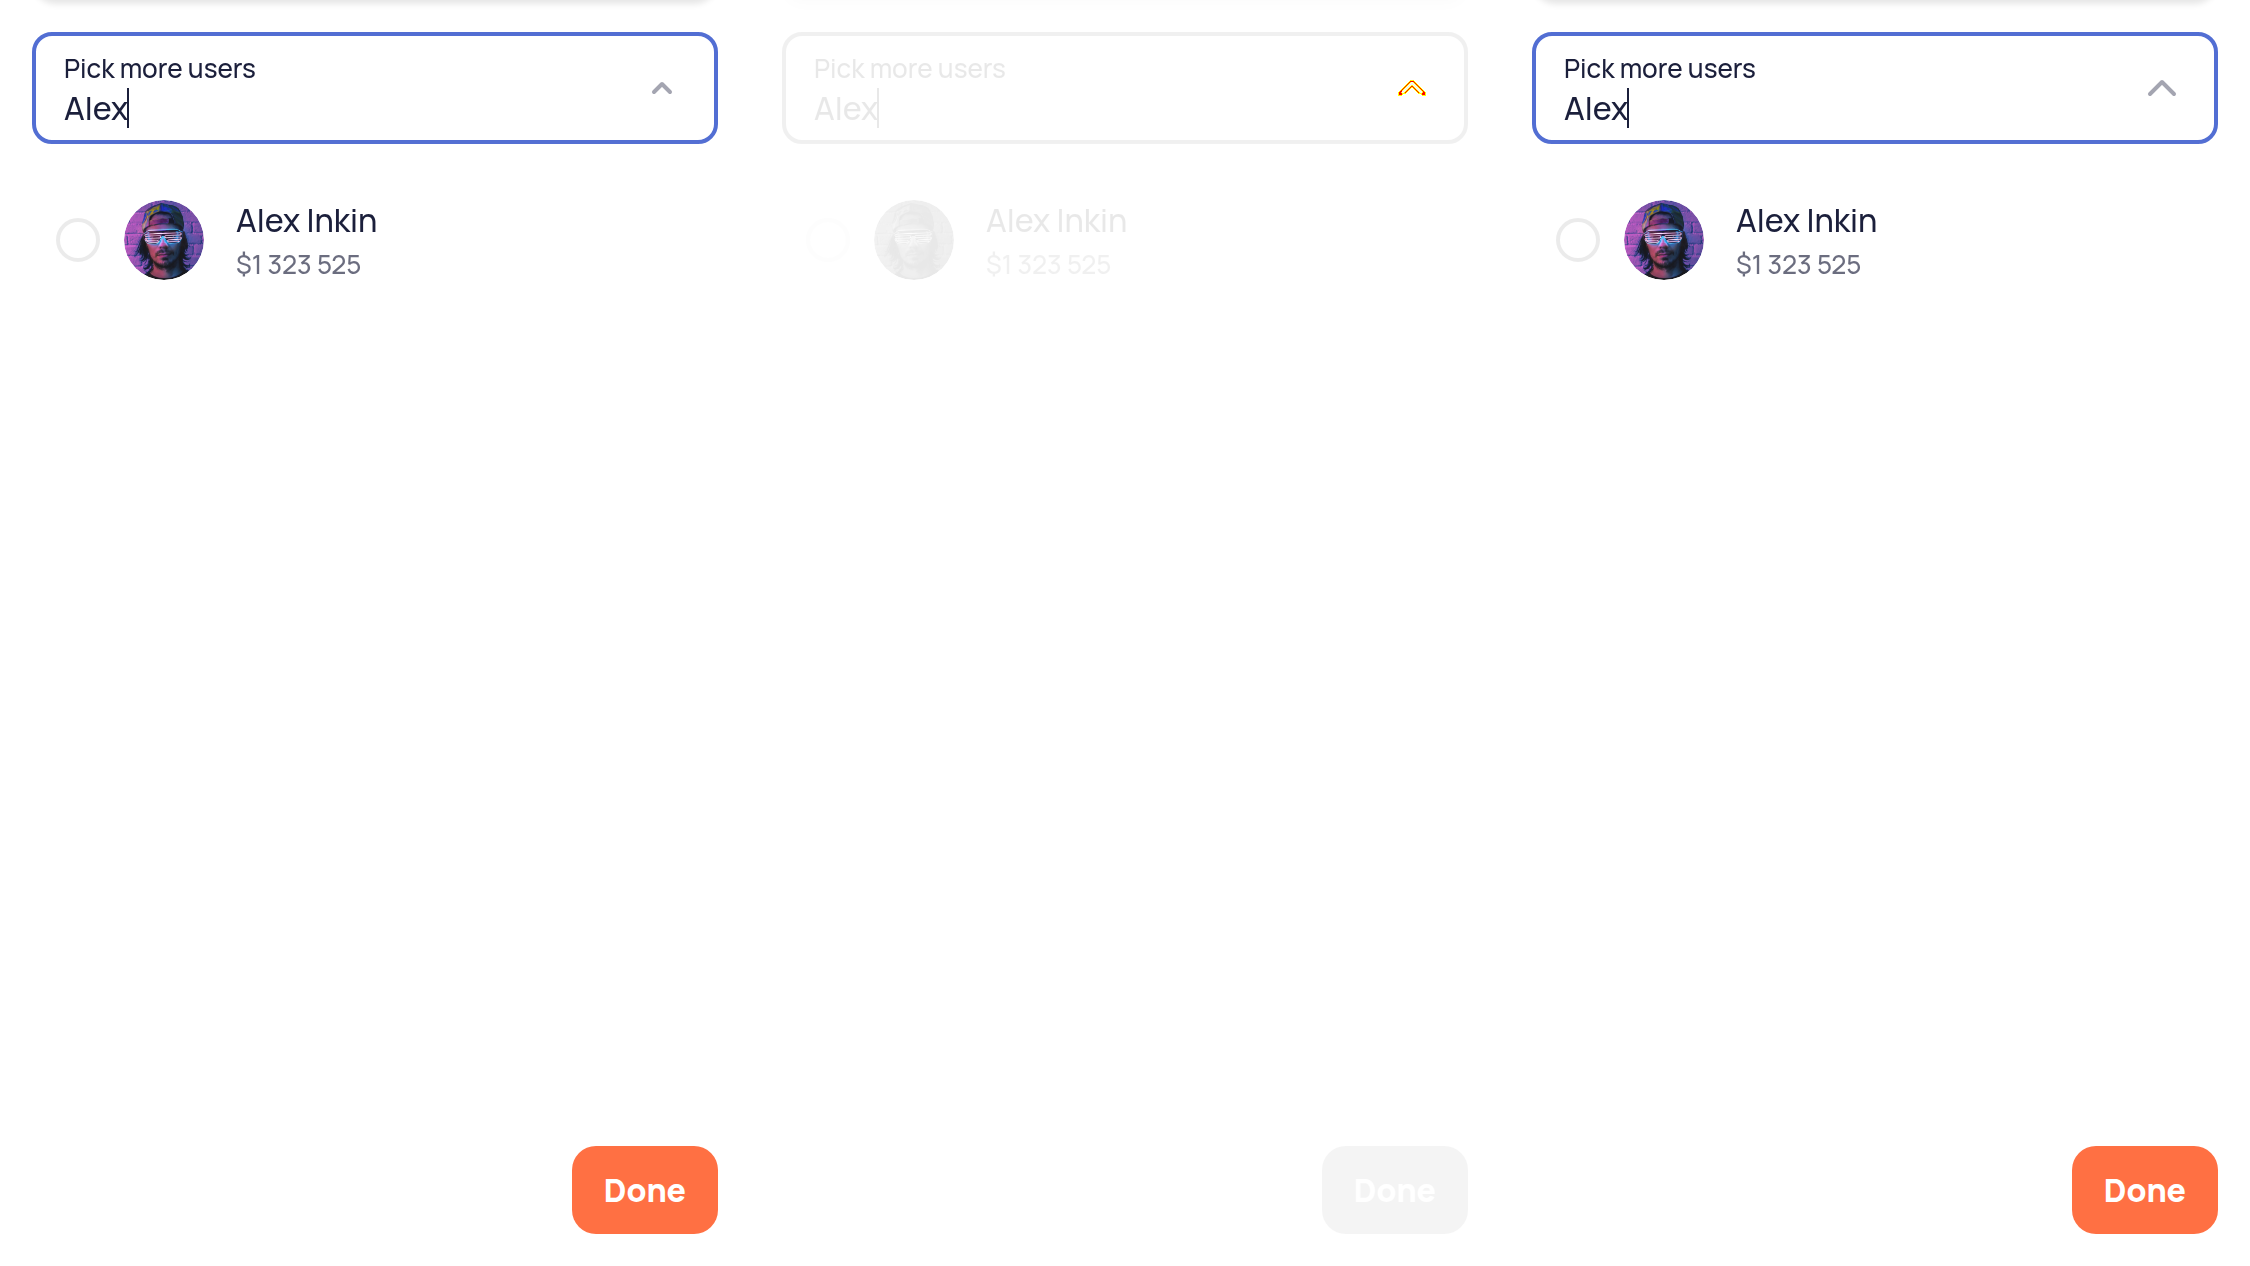 Pick more users
Alex
Alex Inkin
$1 323 525
Done
Pick more users
Alex
Alex Inkin
$1 323 525
Done
Pick more users
Alex
Alex Inkin
$1 323 525
Done